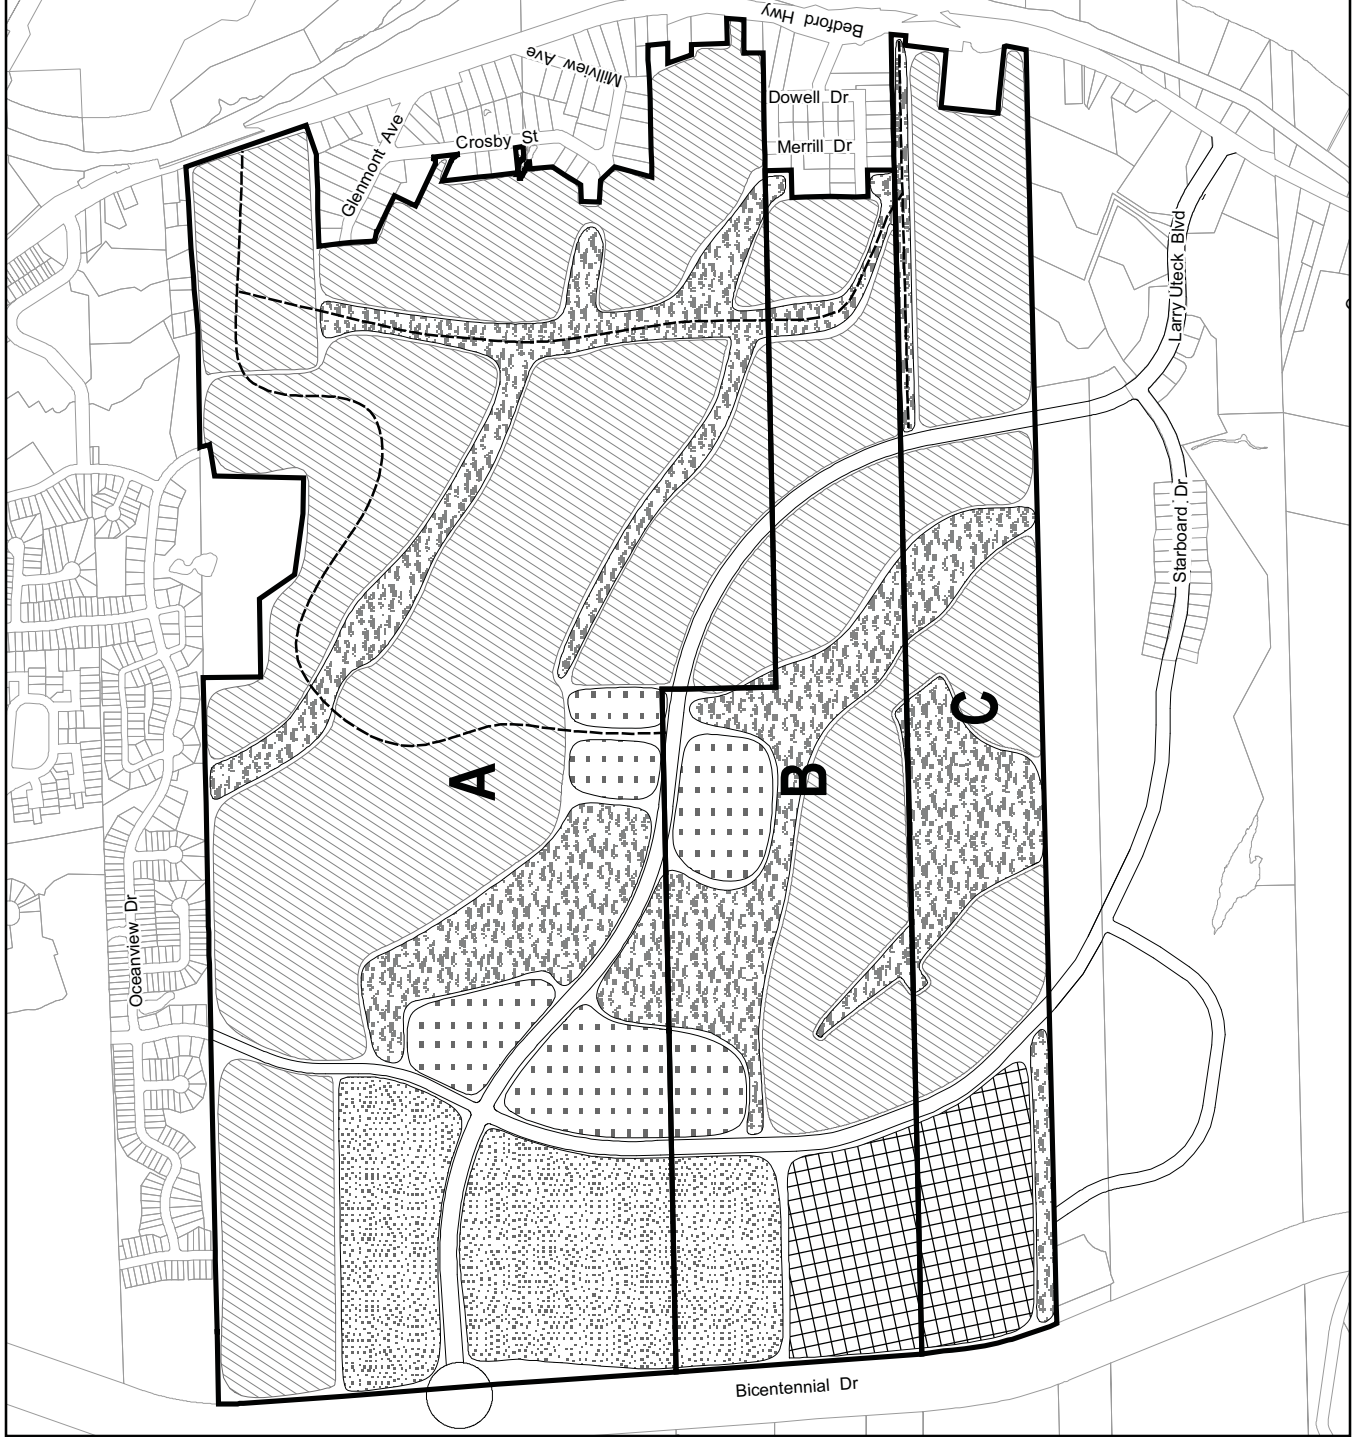 Bedford Hwy
Millview Ave
Dowell Dr
Crosby St
Merrill Dr
Glenmont Ave
Larry Uteck Blvd
Starboard Dr
C
A
B
Oceanview Dr
Bicentennial Dr